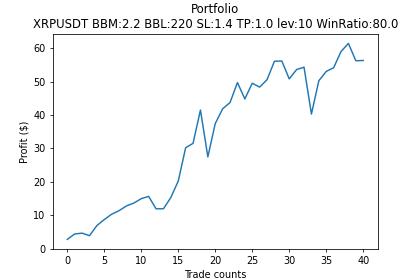 Portfolio
XRPUSDT BBM:2.2 BBL:220 SL:1.4 TP:1.0 lev:10 WinRatio:80.0
Profit ($)
60
50
40
30
20
10
0
0 5 10 15 20 25 30 35 40
Trade counts